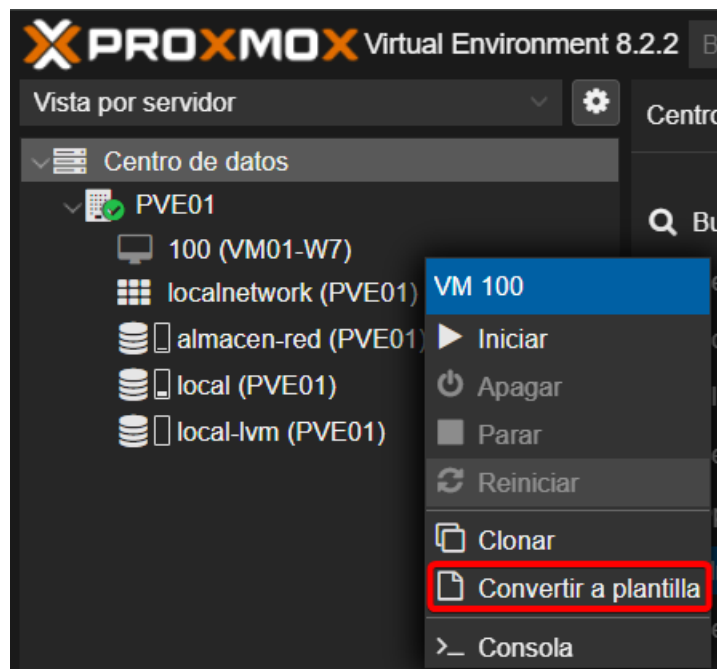 PROXMOX Virtual Environment 8.2.2
Vista por servidor
Centro de datos
PVE01
100 (VM01-W7)
localnetwork (PVE01)
almacen-red (PVE01)
local (PVE01)
local-lvm (PVE01)
VM 100
Iniciar
Apagar
Parar
Reiniciar
Clonar
Convertir a plantilla
Consola